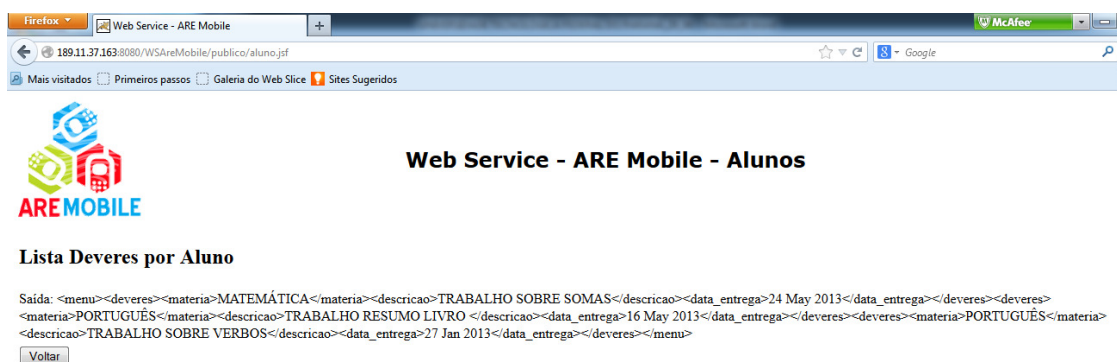 Firefox
Web Service - ARE Mobile
McAfee
189.11.37.163:8080/WSAreMobile/publico/aluno.jsf
Google
Mais visitados Primeiros passos Galeria do Web Slice Sites Sugeridos
Web Service - ARE Mobile - Alunos
AREMOBILE
Lista Deveres por Aluno
Saída: <menu><deveres><materia>MATEMÁTICA</materia><descricao>TRABALHO SOBRE SOMAS</descricao><data_entrega>24 May 2013</data_entrega></deveres><deveres>
<materia>PORTUGUÊS</materia><descricao>TRABALHO RESUMO LIVRO </descricao><data_entrega>16 May 2013</data_entrega></deveres><deveres><materia>PORTUGUÊS</materia>
<descricao>TRABALHO SOBRE VERBOS</descricao><data_entrega>27 Jan 2013</data_entrega></deveres></menu>
Voltar